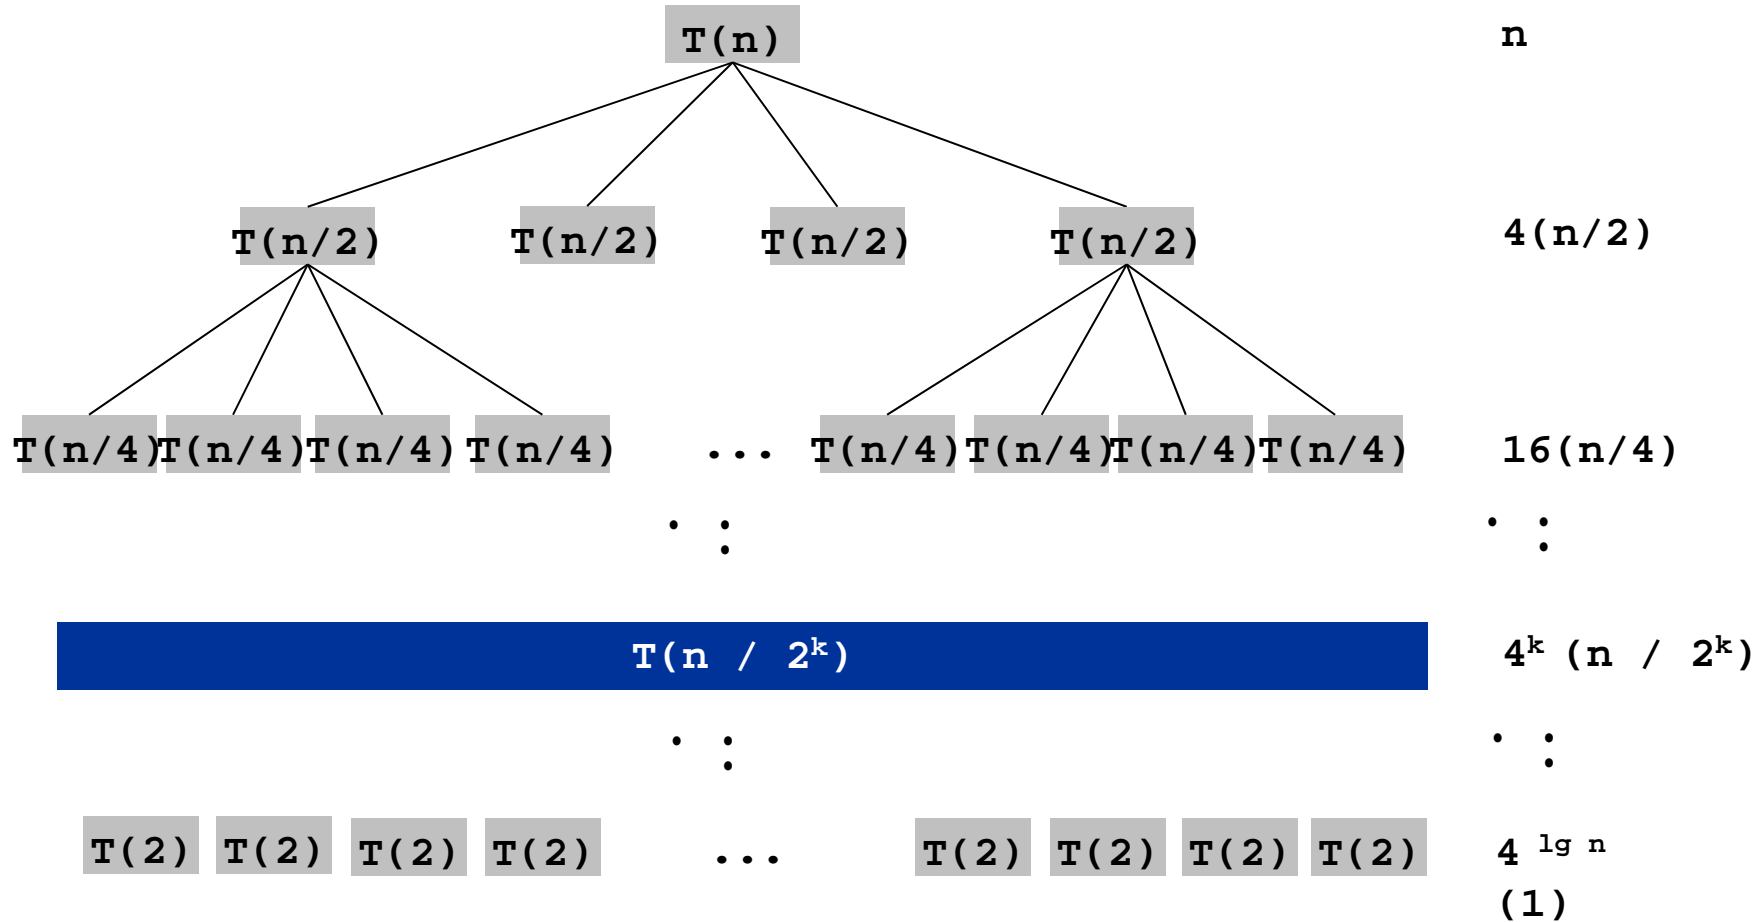 T(n) n
T(n/2) T(n/2) T(n/2) T(n/2) 4(n/2)
T(n/4) T(n/4) T(n/4) T(n/4) ... T(n/4) T(n/4) T(n/4) T(n/4) 16(n/4)
. : . :
T(n / 2ᵏ) 4ᵏ (n / 2ᵏ)
. : . :
T(2) T(2) T(2) T(2) ... T(2) T(2) T(2) T(2) 4 ˡᵍ ⁿ
(1)